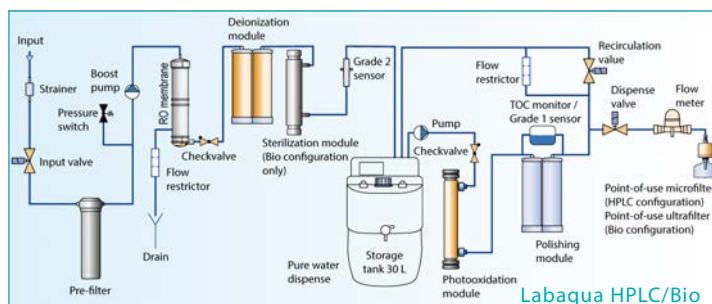 Input
Strainer
Pressure
switch
Input valve
Pre-filter
Boost
pump
RO membrane
Checkvalve
Flow
restrictor
Drain
Deionization
module
Sterilization module
(Bio configuration
only)
Grade 2
sensor
Pure water
dispense
Storage
tank 30 L
Pump
Checkvalve
Photooxidation
module
Flow
restrictor
TOC monitor /
Grade 1 sensor
Polishing
module
Recirculation
value
Dispense
valve
Flow
meter
Point-of-use microfilter
(HPLC configuration)
Point-of-use ultrafilter
(Bio configuration)
Labaqua HPLC/Bio